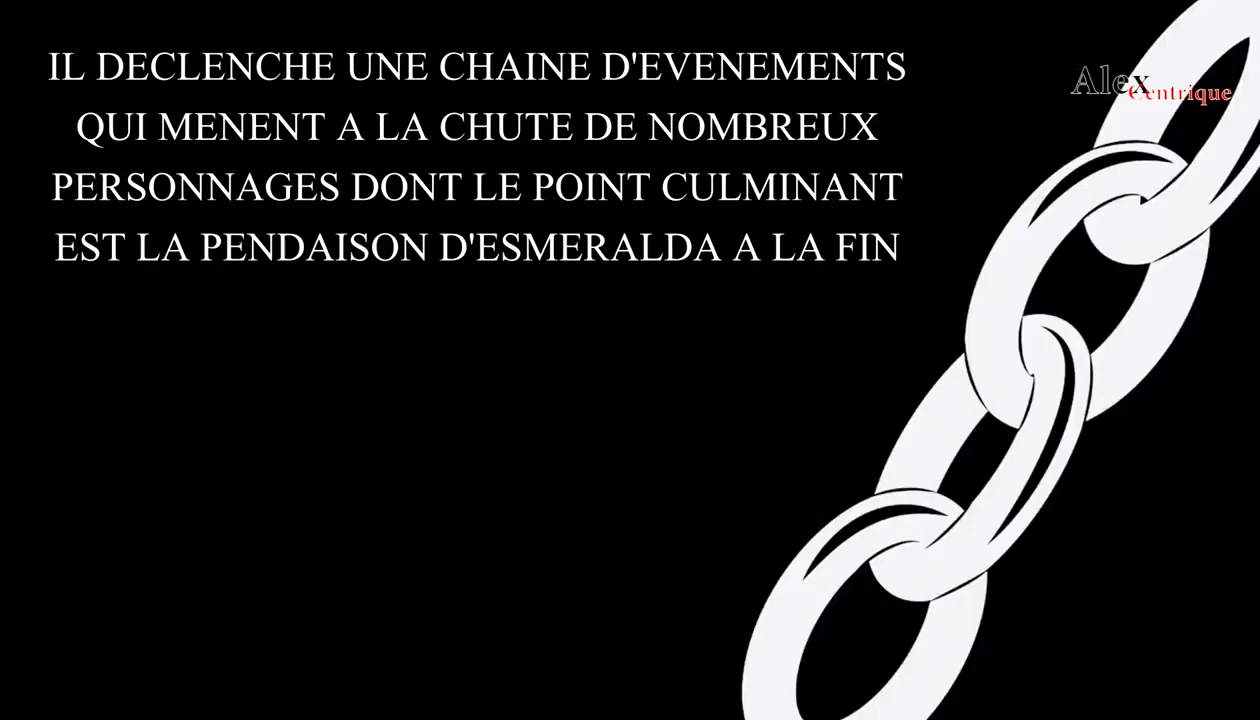 IL DECLENCHE UNE CHAINE D'EVENEMENTS
QUI MENENT A LA CHUTE DE NOMBREUX
PERSONNAGES DONT LE POINT CULMINANT
EST LA PENDAISON D'ESMERALDA A LA FIN
Alex
Centrique